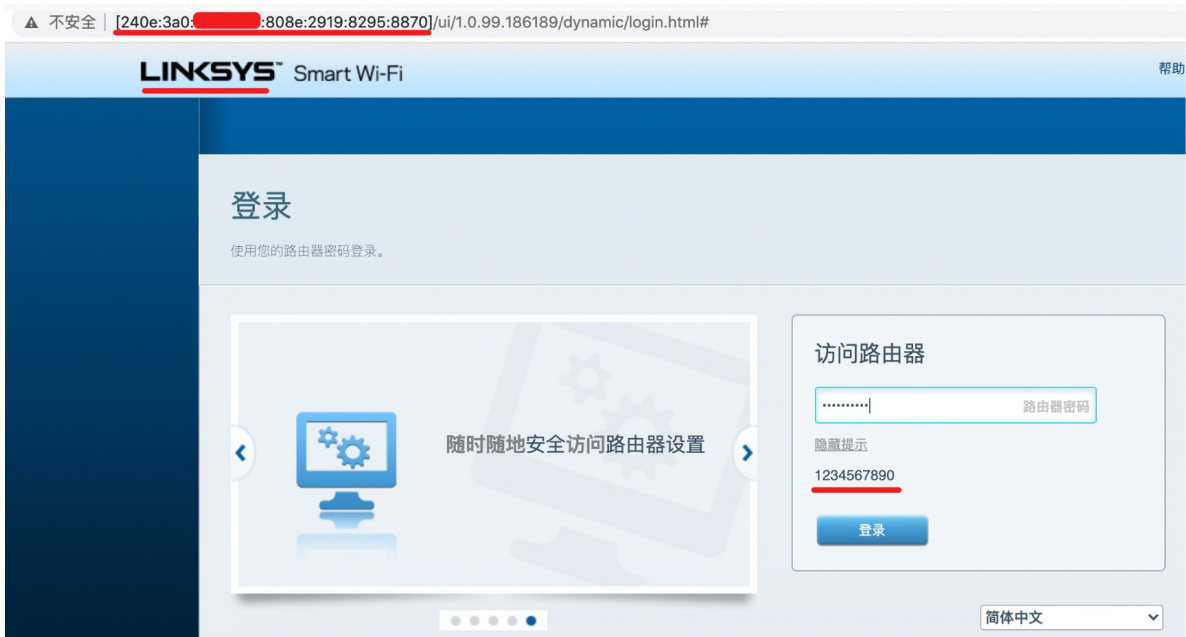 不安全 [240e:3a0: :808e:2919:8295:8870]/ui/1.0.99.186189/dynamic/login.html#
LINKSYS™ Smart Wi-Fi
帮助
登录
使用您的路由器密码登录。
访问路由器
•••••••••• 路由器密码
隐藏提示
随时随地安全访问路由器设置
1234567890
登录
简体中文